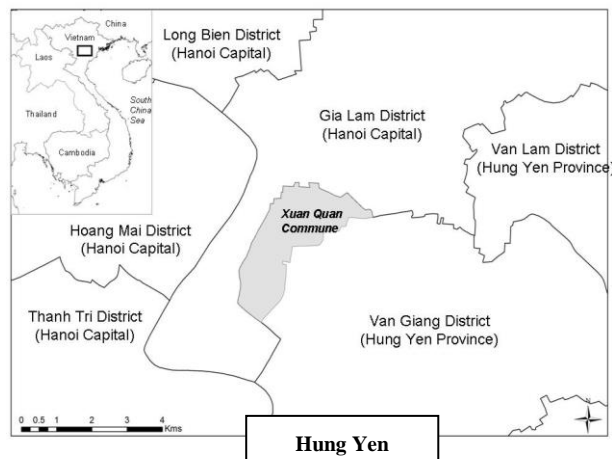 China
Vietnam
Laos
Thailand
South
China
Sea
Cambodia
Long Bien District
(Hanoi Capital)
Gia Lam District
(Hanoi Capital)
Van Lam District
(Hung Yen Province)
Xuan Quan
Commune
Hoang Mai District
(Hanoi Capital)
Thanh Tri District
(Hanoi Capital)
Van Giang District
(Hung Yen Province)
0 0.5 1 2 3 4
Kms
N
Hung Yen